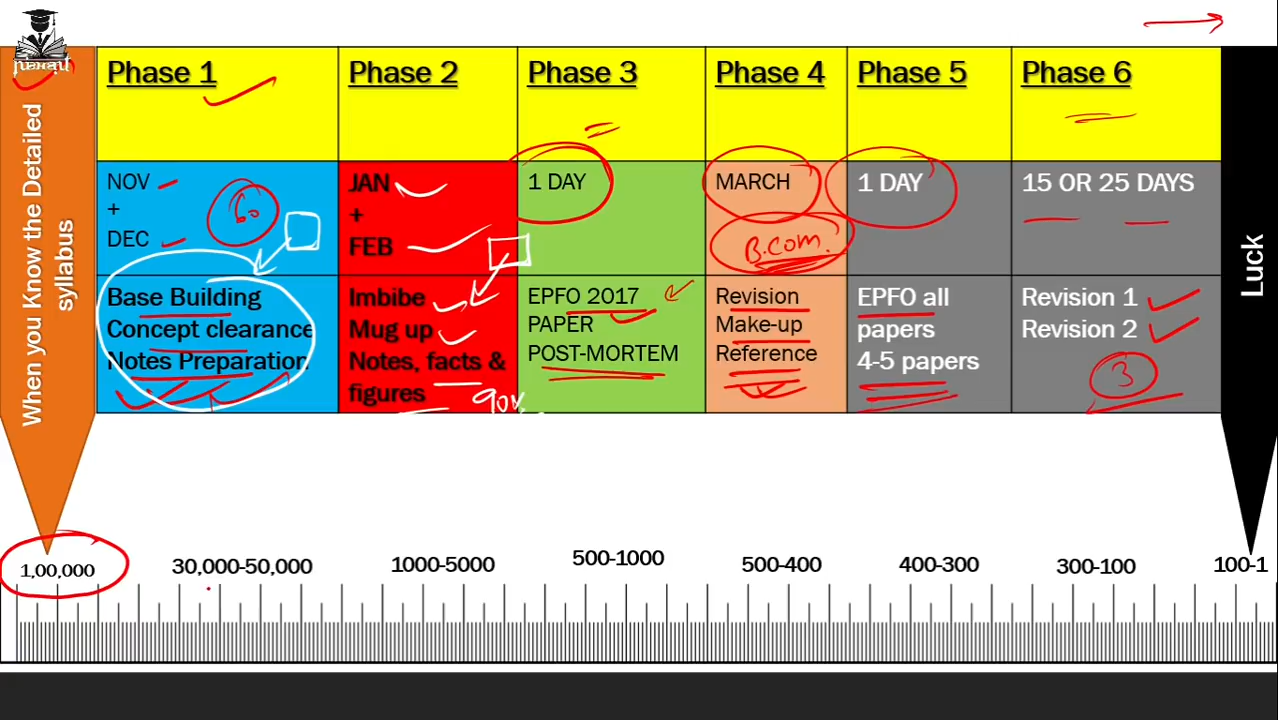 When you Know the Detailed
syllabus
Phase 1
Phase 2
Phase 3
Phase 4
Phase 5
Phase 6
NOV
+
DEC
60
JAN
+
FEB
1 DAY
MARCH
B.Com.
1 DAY
15 OR 25 DAYS
Base Building
Concept clearance
Notes Preparation
Imbibe
Mug up
Notes, facts &
figures
90%
EPFO 2017
PAPER
POST-MORTEM
Revision
Make-up
Reference
EPFO all
papers
4-5 papers
Revision 1
Revision 2
3
Luck
1,00,000
30,000-50,000
1000-5000
500-1000
500-400
400-300
300-100
100-1